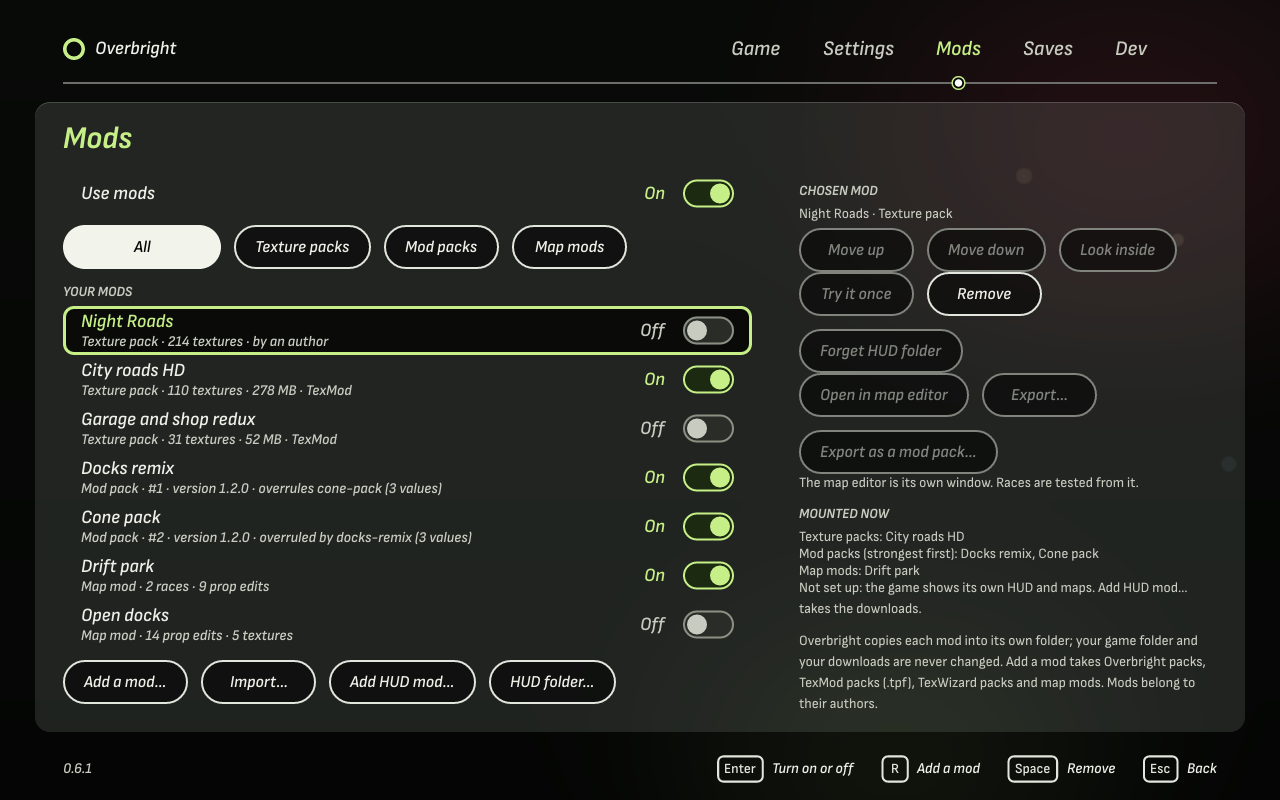 Overbright
Game
Settings
Mods
Saves
Dev
Mods
Use mods
On
All
Texture packs
Mod packs
Map mods
YOUR MODS
Night Roads
Texture pack · 214 textures · by an author
Off
City roads HD
Texture pack · 110 textures · 278 MB · TexMod
On
Garage and shop redux
Texture pack · 31 textures · 52 MB · TexMod
Off
Docks remix
Mod pack · #1 · version 1.2.0 · overrules cone-pack (3 values)
On
Cone pack
Mod pack · #2 · version 1.2.0 · overruled by docks-remix (3 values)
On
Drift park
Map mod · 2 races · 9 prop edits
On
Open docks
Map mod · 14 prop edits · 5 textures
Off
Add a mod...
Import...
Add HUD mod...
HUD folder...
CHOSEN MOD
Night Roads · Texture pack
Move up
Move down
Look inside
Try it once
Remove
Forget HUD folder
Open in map editor
Export...
Export as a mod pack...
The map editor is its own window. Races are tested from it.
MOUNTED NOW
Texture packs: City roads HD
Mod packs (strongest first): Docks remix, Cone pack
Map mods: Drift park
Not set up: the game shows its own HUD and maps. Add HUD mod...
takes the downloads.
Overbright copies each mod into its own folder; your game folder and
your downloads are never changed. Add a mod takes Overbright packs,
TexMod packs (.tpf), TexWizard packs and map mods. Mods belong to
their authors.
0.6.1
Enter Turn on or off
R Add a mod
Space Remove
Esc Back